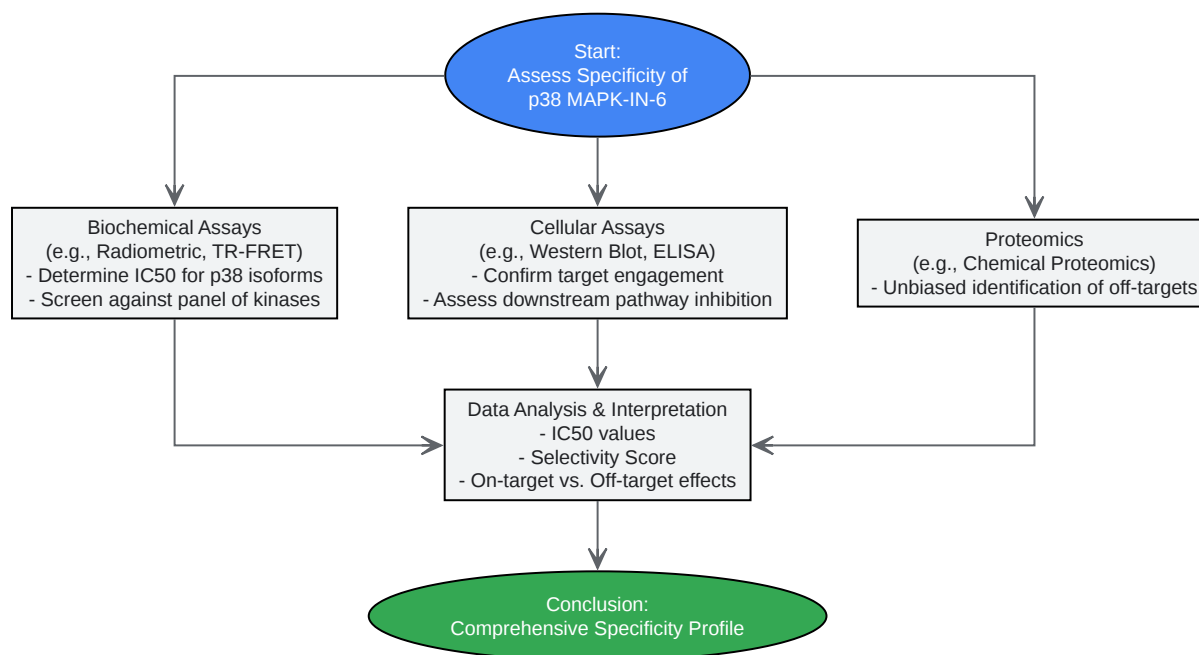 Start:
Assess Specificity of
p38 MAPK-IN-6
Biochemical Assays
(e.g., Radiometric, TR-FRET)
- Determine IC50 for p38 isoforms
- Screen against panel of kinases
Cellular Assays
(e.g., Western Blot, ELISA)
- Confirm target engagement
- Assess downstream pathway inhibition
Proteomics
(e.g., Chemical Proteomics)
- Unbiased identification of off-targets
Data Analysis & Interpretation
- IC50 values
- Selectivity Score
- On-target vs. Off-target effects
Conclusion:
Comprehensive Specificity Profile